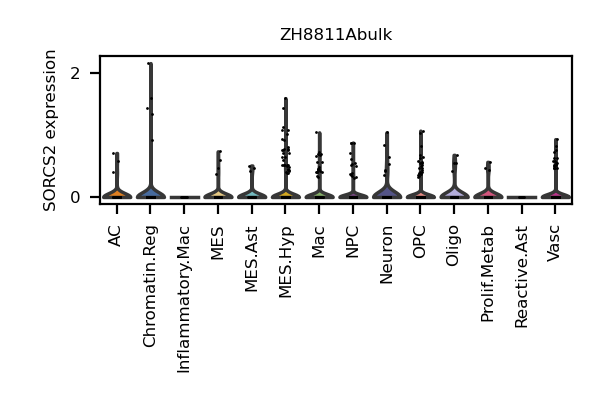 ZH8811Abulk
SORCS2 expression
2
0
AC
Chromatin.Reg
Inflammatory.Mac
MES
MES.Ast
MES.Hyp
Mac
NPC
Neuron
OPC
Oligo
Prolif.Metab
Reactive.Ast
Vasc